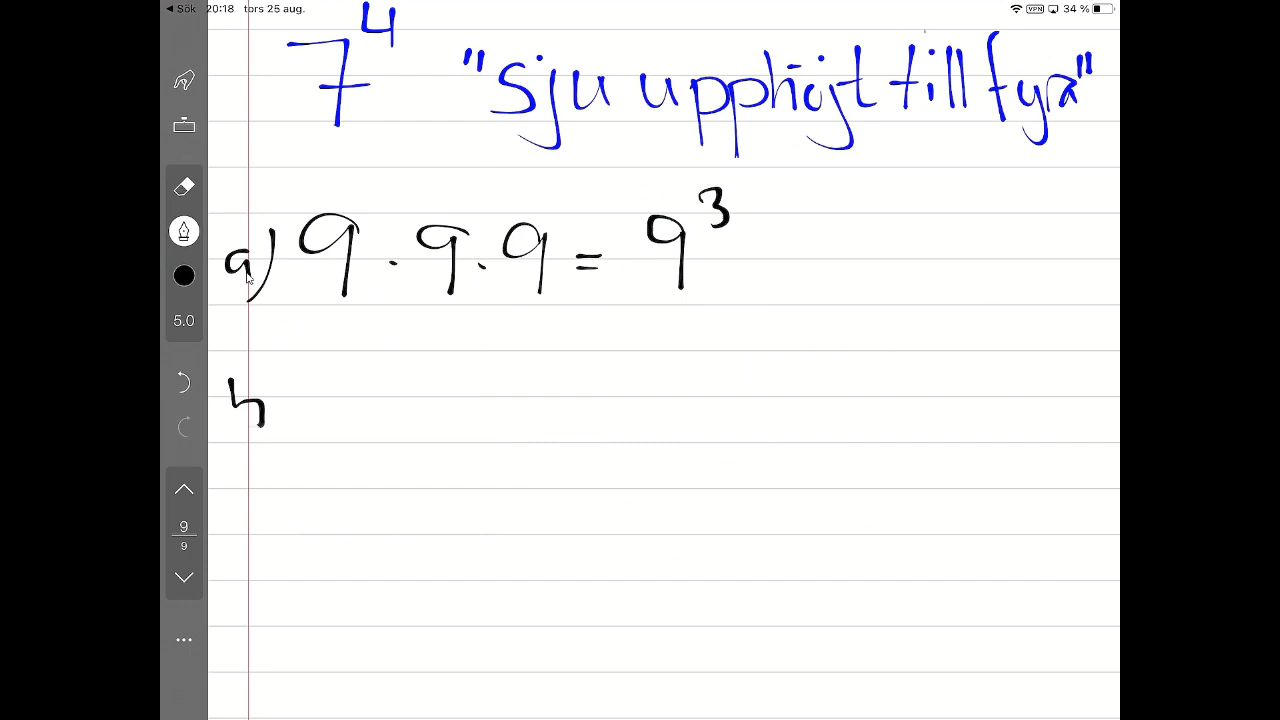 Sök 20:18 tors 25 aug. VPN 34 %
7⁴ "Sju upphöjt till fyra"
a) 9 · 9 · 9 = 9³
5.0
9
9